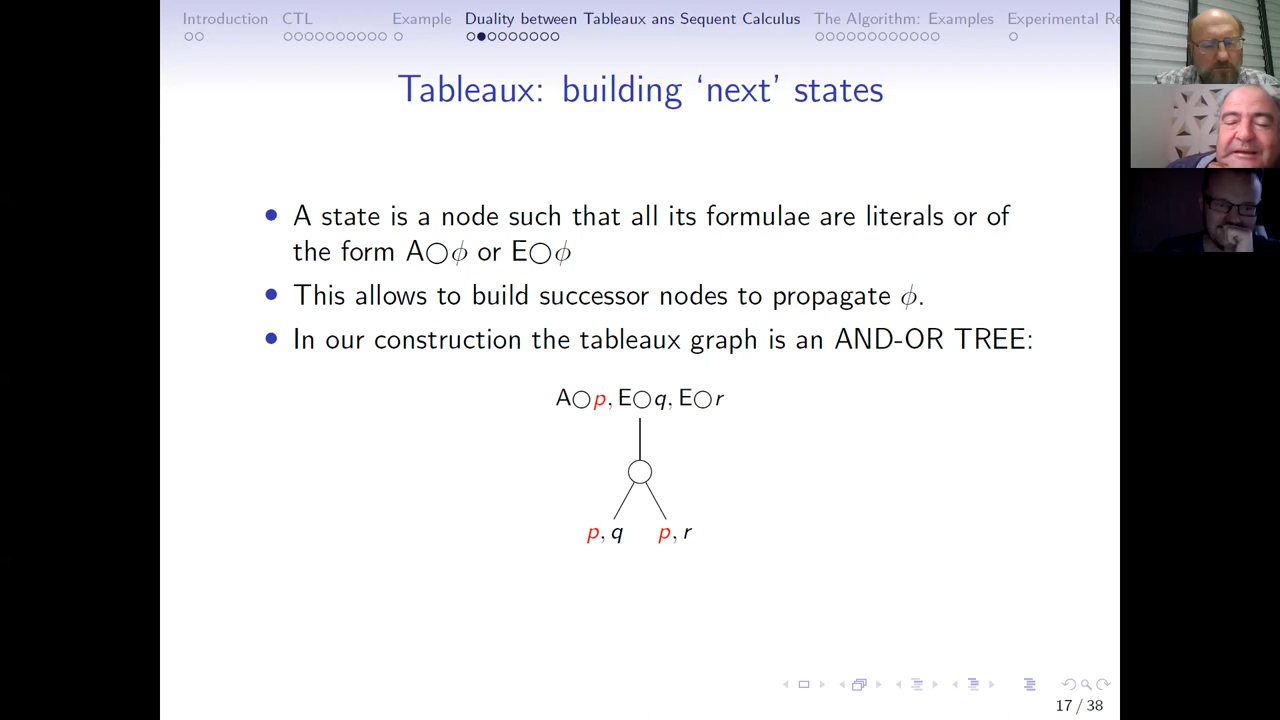 Introduction CTL Example Duality between Tableaux ans Sequent Calculus The Algorithm: Examples Experimental Re
Tableaux: building ‘next’ states
• A state is a node such that all its formulae are literals or of
the form A○ϕ or E○ϕ
• This allows to build successor nodes to propagate ϕ.
• In our construction the tableaux graph is an AND-OR TREE:
A○p, E○q, E○r
p, q p, r
17 / 38